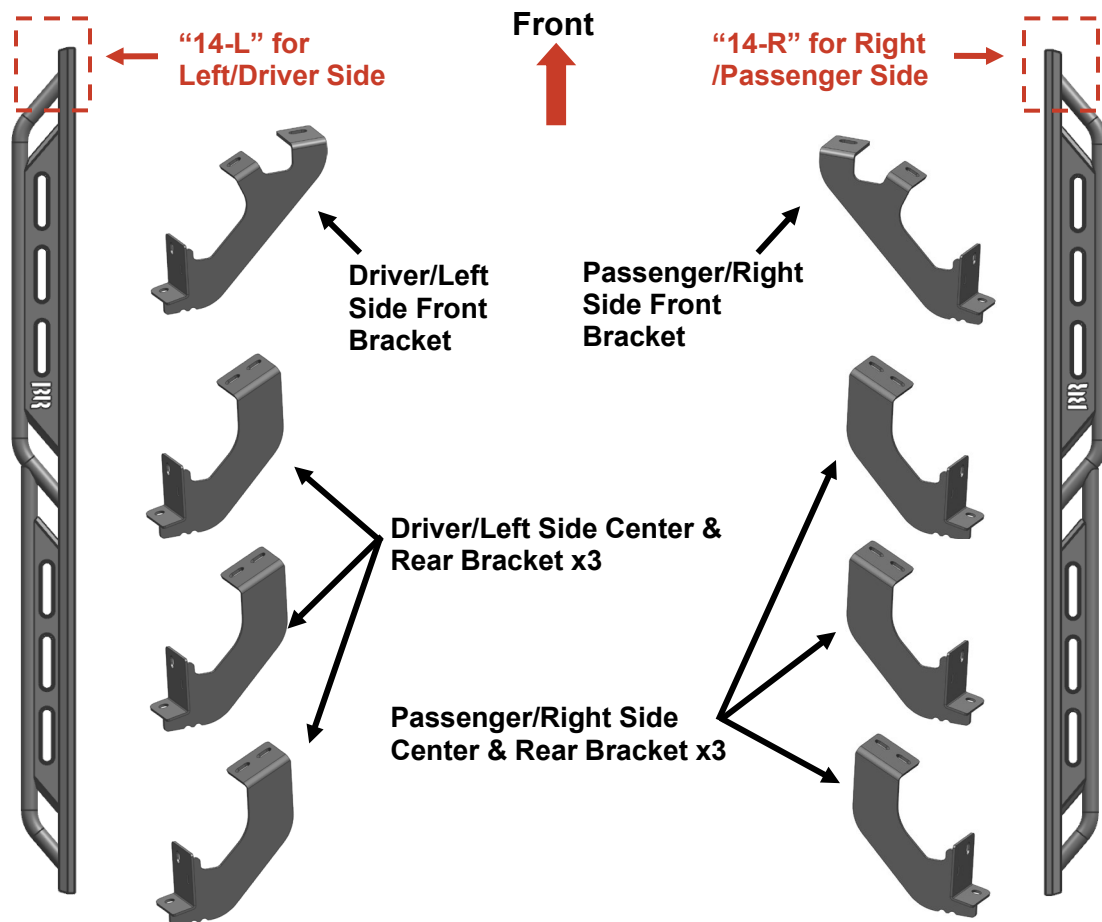 Front
“14-L” for
Left/Driver Side
“14-R” for Right
/Passenger Side
Driver/Left
Side Front
Bracket
Passenger/Right
Side Front
Bracket
Driver/Left Side Center &
Rear Bracket x3
Passenger/Right Side
Center & Rear Bracket x3